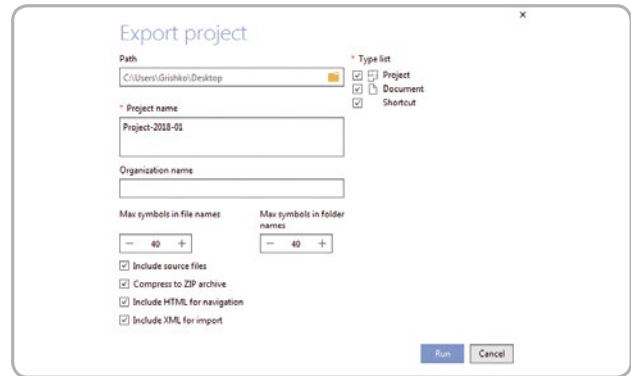 Export project
Path
C:\Users\Grishko\Desktop
* Project name
Project-2018-01
Organization name
Max symbols in file names
− 40 +
Max symbols in folder
names
− 40 +
Include source files
Compress to ZIP archive
Include HTML for navigation
Include XML for import
* Type list
Project
Document
Shortcut
Run
Cancel